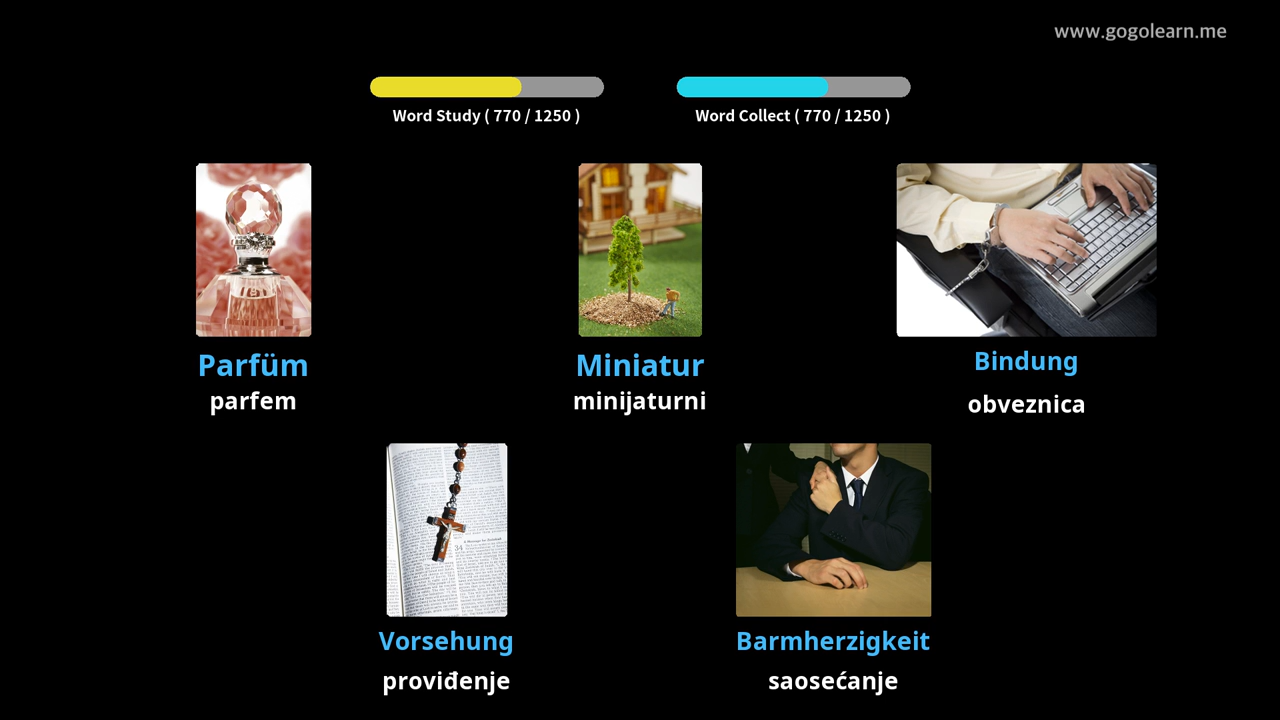 www.gogolearn.me
Word Study ( 770 / 1250 )
Word Collect ( 770 / 1250 )
Parfüm
parfem
Miniatur
minijaturni
Bindung
obveznica
Vorsehung
proviđenje
Barmherzigkeit
saosećanje